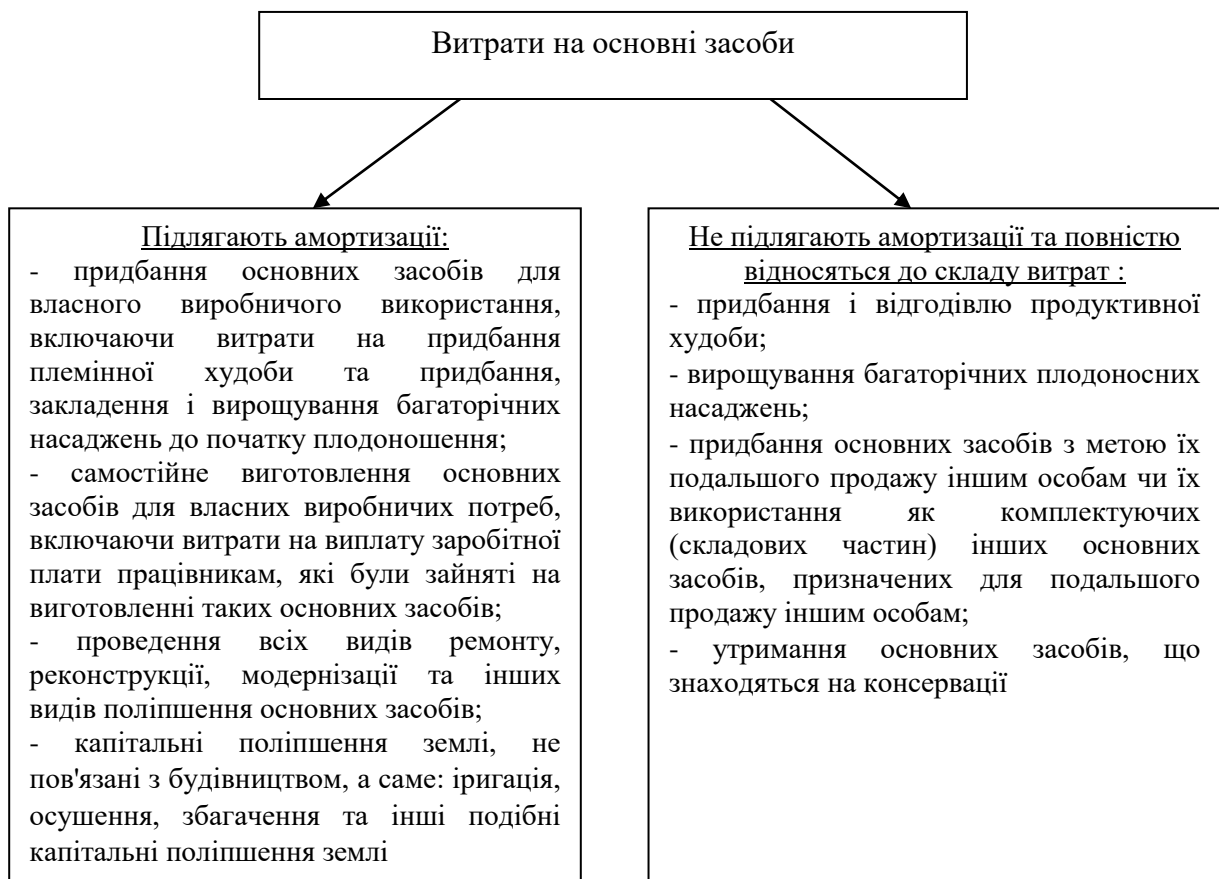 Витрати на основні засоби
Підлягають амортизації:
- придбання основних засобів для
власного виробничого використання,
включаючи витрати на придбання
племінної худоби та придбання,
закладення і вирощування багаторічних
насаджень до початку плодоношення;
- самостійне виготовлення основних
засобів для власних виробничих потреб,
включаючи витрати на виплату заробітної
плати працівникам, які були зайняті на
виготовленні таких основних засобів;
- проведення всіх видів ремонту,
реконструкції, модернізації та інших
видів поліпшення основних засобів;
- капітальні поліпшення землі, не
пов'язані з будівництвом, а саме: іригація,
осушення, збагачення та інші подібні
капітальні поліпшення землі
Не підлягають амортизації та повністю
відносяться до складу витрат :
- придбання і відгодівлю продуктивної
худоби;
- вирощування багаторічних плодоносних
насаджень;
- придбання основних засобів з метою їх
подальшого продажу іншим особам чи їх
використання як комплектуючих
(складових частин) інших основних
засобів, призначених для подальшого
продажу іншим особам;
- утримання основних засобів, що
знаходяться на консервації